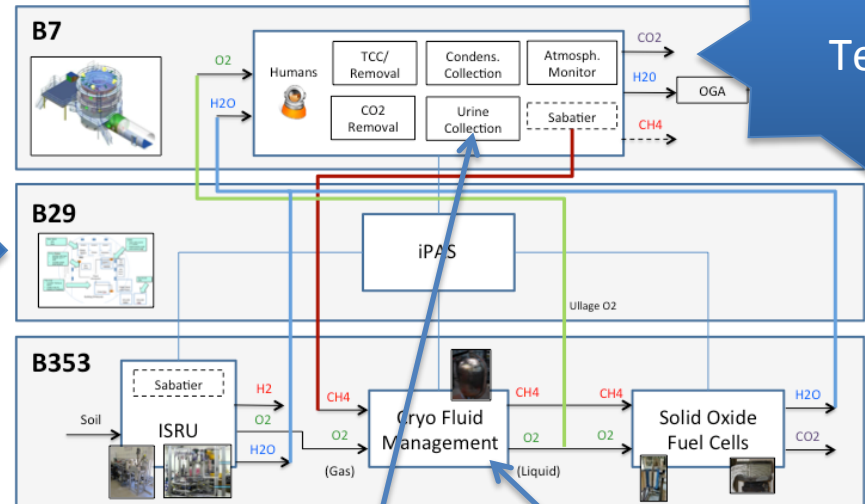 B7
Te
O2
H2O
Humans
TCC/
Removal
Condens.
Collection
Atmosph.
Monitor
CO2
Removal
Urine
Collection
Sabatier
CO2
H20
CH4
OGA
B29
iPAS
Ullage O2
B353
Soil
Sabatier
ISRU
H2
O2
H2O
CH4
O2
(Gas)
Cryo Fluid
Management
CH4
O2
(Liquid)
CH4
O2
Solid Oxide
Fuel Cells
H2O
CO2